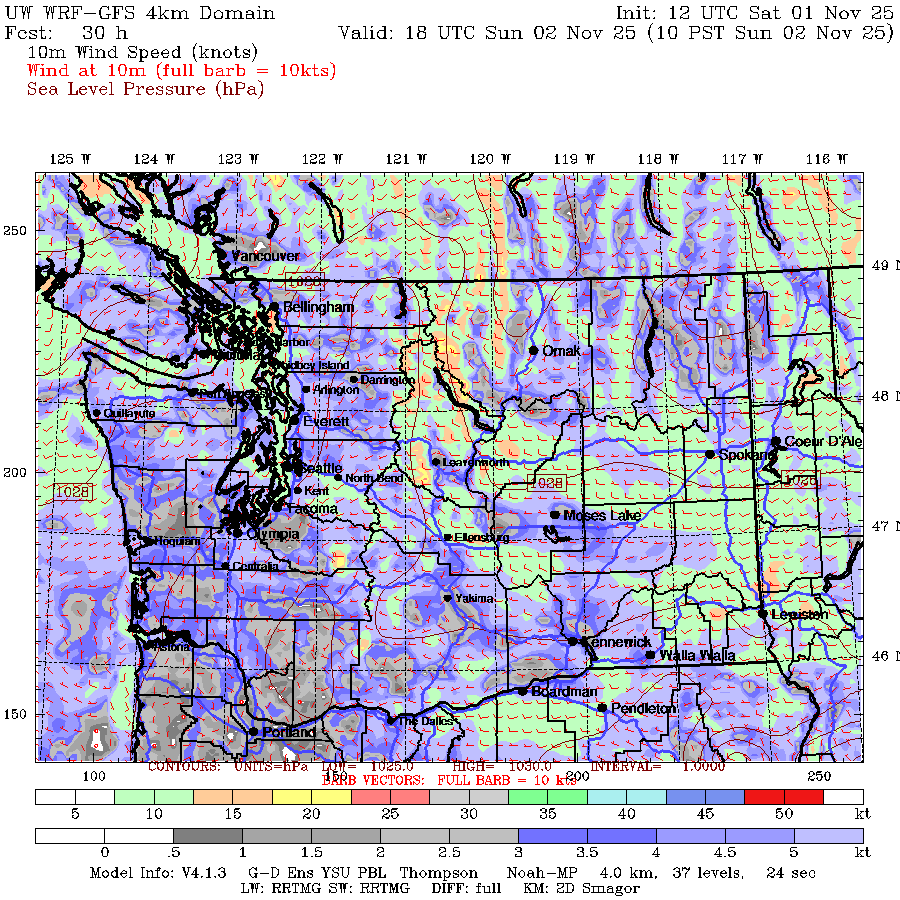 UW WRF-GFS 4km Domain Init: 12 UTC Sat 01 Nov 25
Fcst: 30 h Valid: 18 UTC Sun 02 Nov 25 (10 PST Sun 02 Nov 25)
10m Wind Speed (knots)
Wind at 10m (full barb = 10kts)
Sea Level Pressure (hPa)
125 W 124 W 123 W 122 W 121 W 120 W 119 W 118 W 117 W 116 W
250
Vancouver
49 N
1028
Bellingham
Harbor
Omak
Whidbey Island
Darrington
Arlington
Port Angeles
48 N
Quillayute
Everett
Coeur D'Ale
Spokane
Leavenworth
200
Seattle
North Bend
1028
1028
1028
Kent
Tacoma
Moses Lake
47 N
Olympia
Ellensburg
Hoquiam
Centralia
Yakima
Lewiston
Kennewick
Astoria
Walla Walla
46 N
Boardman
Pendleton
150
The Dalles
Portland
CONTOURS: UNITS=hPa LOW= 1025.0 HIGH= 1030.0 INTERVAL= 1.0000
100 150 200 250
BARB VECTORS: FULL BARB = 10 kts
5 10 15 20 25 30 35 40 45 50 kt
0 .5 1 1.5 2 2.5 3 3.5 4 4.5 5 kt
Model Info: V4.1.3 G-D Ens YSU PBL Thompson Noah-MP 4.0 km, 37 levels, 24 sec
LW: RRTMG SW: RRTMG DIFF: full KM: 2D Smagor